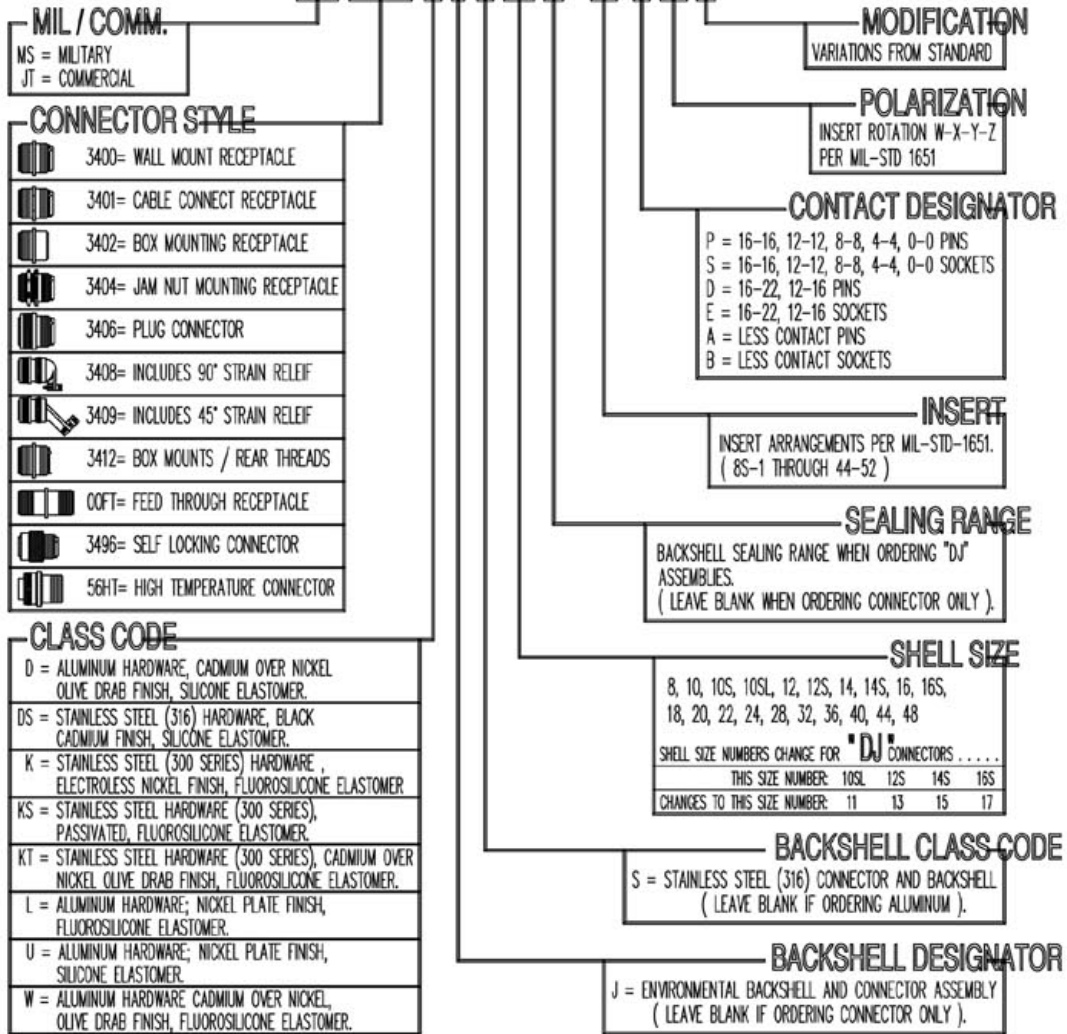 MIL / COMM.
MS = MILITARY
JT = COMMERCIAL
CONNECTOR STYLE
3400= WALL MOUNT RECEPTACLE
3401= CABLE CONNECT RECEPTACLE
3402= BOX MOUNTING RECEPTACLE
3404= JAM NUT MOUNTING RECEPTACLE
3406= PLUG CONNECTOR
3408= INCLUDES 90° STRAIN RELEIF
3409= INCLUDES 45° STRAIN RELEIF
3412= BOX MOUNTS / REAR THREADS
00FT= FEED THROUGH RECEPTACLE
3496= SELF LOCKING CONNECTOR
56HT= HIGH TEMPERATURE CONNECTOR
CLASS CODE
D = ALUMINUM HARDWARE, CADMIUM OVER NICKEL
OLIVE DRAB FINISH, SILICONE ELASTOMER.
DS = STAINLESS STEEL (316) HARDWARE, BLACK
CADMIUM FINISH, SILICONE ELASTOMER.
K = STAINLESS STEEL (300 SERIES) HARDWARE ,
ELECTROLESS NICKEL FINISH, FLUOROSILICONE ELASTOMER
KS = STAINLESS STEEL HARDWARE (300 SERIES),
PASSIVATED, FLUOROSILICONE ELASTOMER.
KT = STAINLESS STEEL HARDWARE (300 SERIES), CADMIUM OVER
NICKEL OLIVE DRAB FINISH, FLUOROSILICONE ELASTOMER.
L = ALUMINUM HARDWARE; NICKEL PLATE FINISH,
FLUOROSILICONE ELASTOMER.
U = ALUMINUM HARDWARE; NICKEL PLATE FINISH,
SILICONE ELASTOMER.
W = ALUMINUM HARDWARE CADMIUM OVER NICKEL,
OLIVE DRAB FINISH, FLUOROSILICONE ELASTOMER.
MODIFICATION
VARIATIONS FROM STANDARD
POLARIZATION
INSERT ROTATION W-X-Y-Z
PER MIL-STD 1651
CONTACT DESIGNATOR
P = 16-16, 12-12, 8-8, 4-4, 0-0 PINS
S = 16-16, 12-12, 8-8, 4-4, 0-0 SOCKETS
D = 16-22, 12-16 PINS
E = 16-22, 12-16 SOCKETS
A = LESS CONTACT PINS
B = LESS CONTACT SOCKETS
INSERT
INSERT ARRANGEMENTS PER MIL-STD-1651.
( 8S-1 THROUGH 44-52 )
SEALING RANGE
BACKSHELL SEALING RANGE WHEN ORDERING "DJ"
ASSEMBLIES.
( LEAVE BLANK WHEN ORDERING CONNECTOR ONLY ).
SHELL SIZE
8, 10, 10S, 10SL, 12, 12S, 14, 14S, 16, 16S,
18, 20, 22, 24, 28, 32, 36, 40, 44, 48
SHELL SIZE NUMBERS CHANGE FOR "DJ" CONNECTORS . . . . .
THIS SIZE NUMBER: 10SL 12S 14S 16S
CHANGES TO THIS SIZE NUMBER: 11 13 15 17
BACKSHELL CLASS CODE
S = STAINLESS STEEL (316) CONNECTOR AND BACKSHELL
( LEAVE BLANK IF ORDERING ALUMINUM ).
BACKSHELL DESIGNATOR
J = ENVIRONMENTAL BACKSHELL AND CONNECTOR ASSEMBLY
( LEAVE BLANK IF ORDERING CONNECTOR ONLY ).